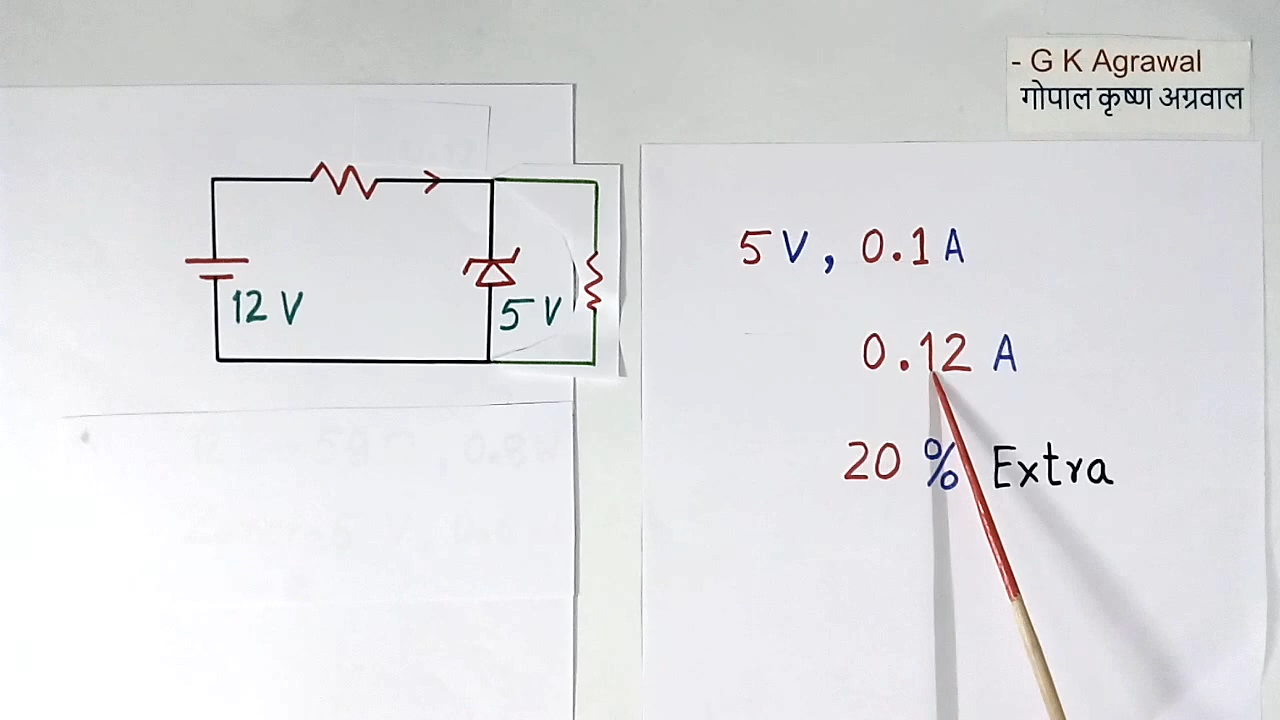 - G K Agrawal
गोपाल कृष्ण अग्रवाल
12 V
5 V
5 V, 0.1 A
0.12 A
20 % Extra